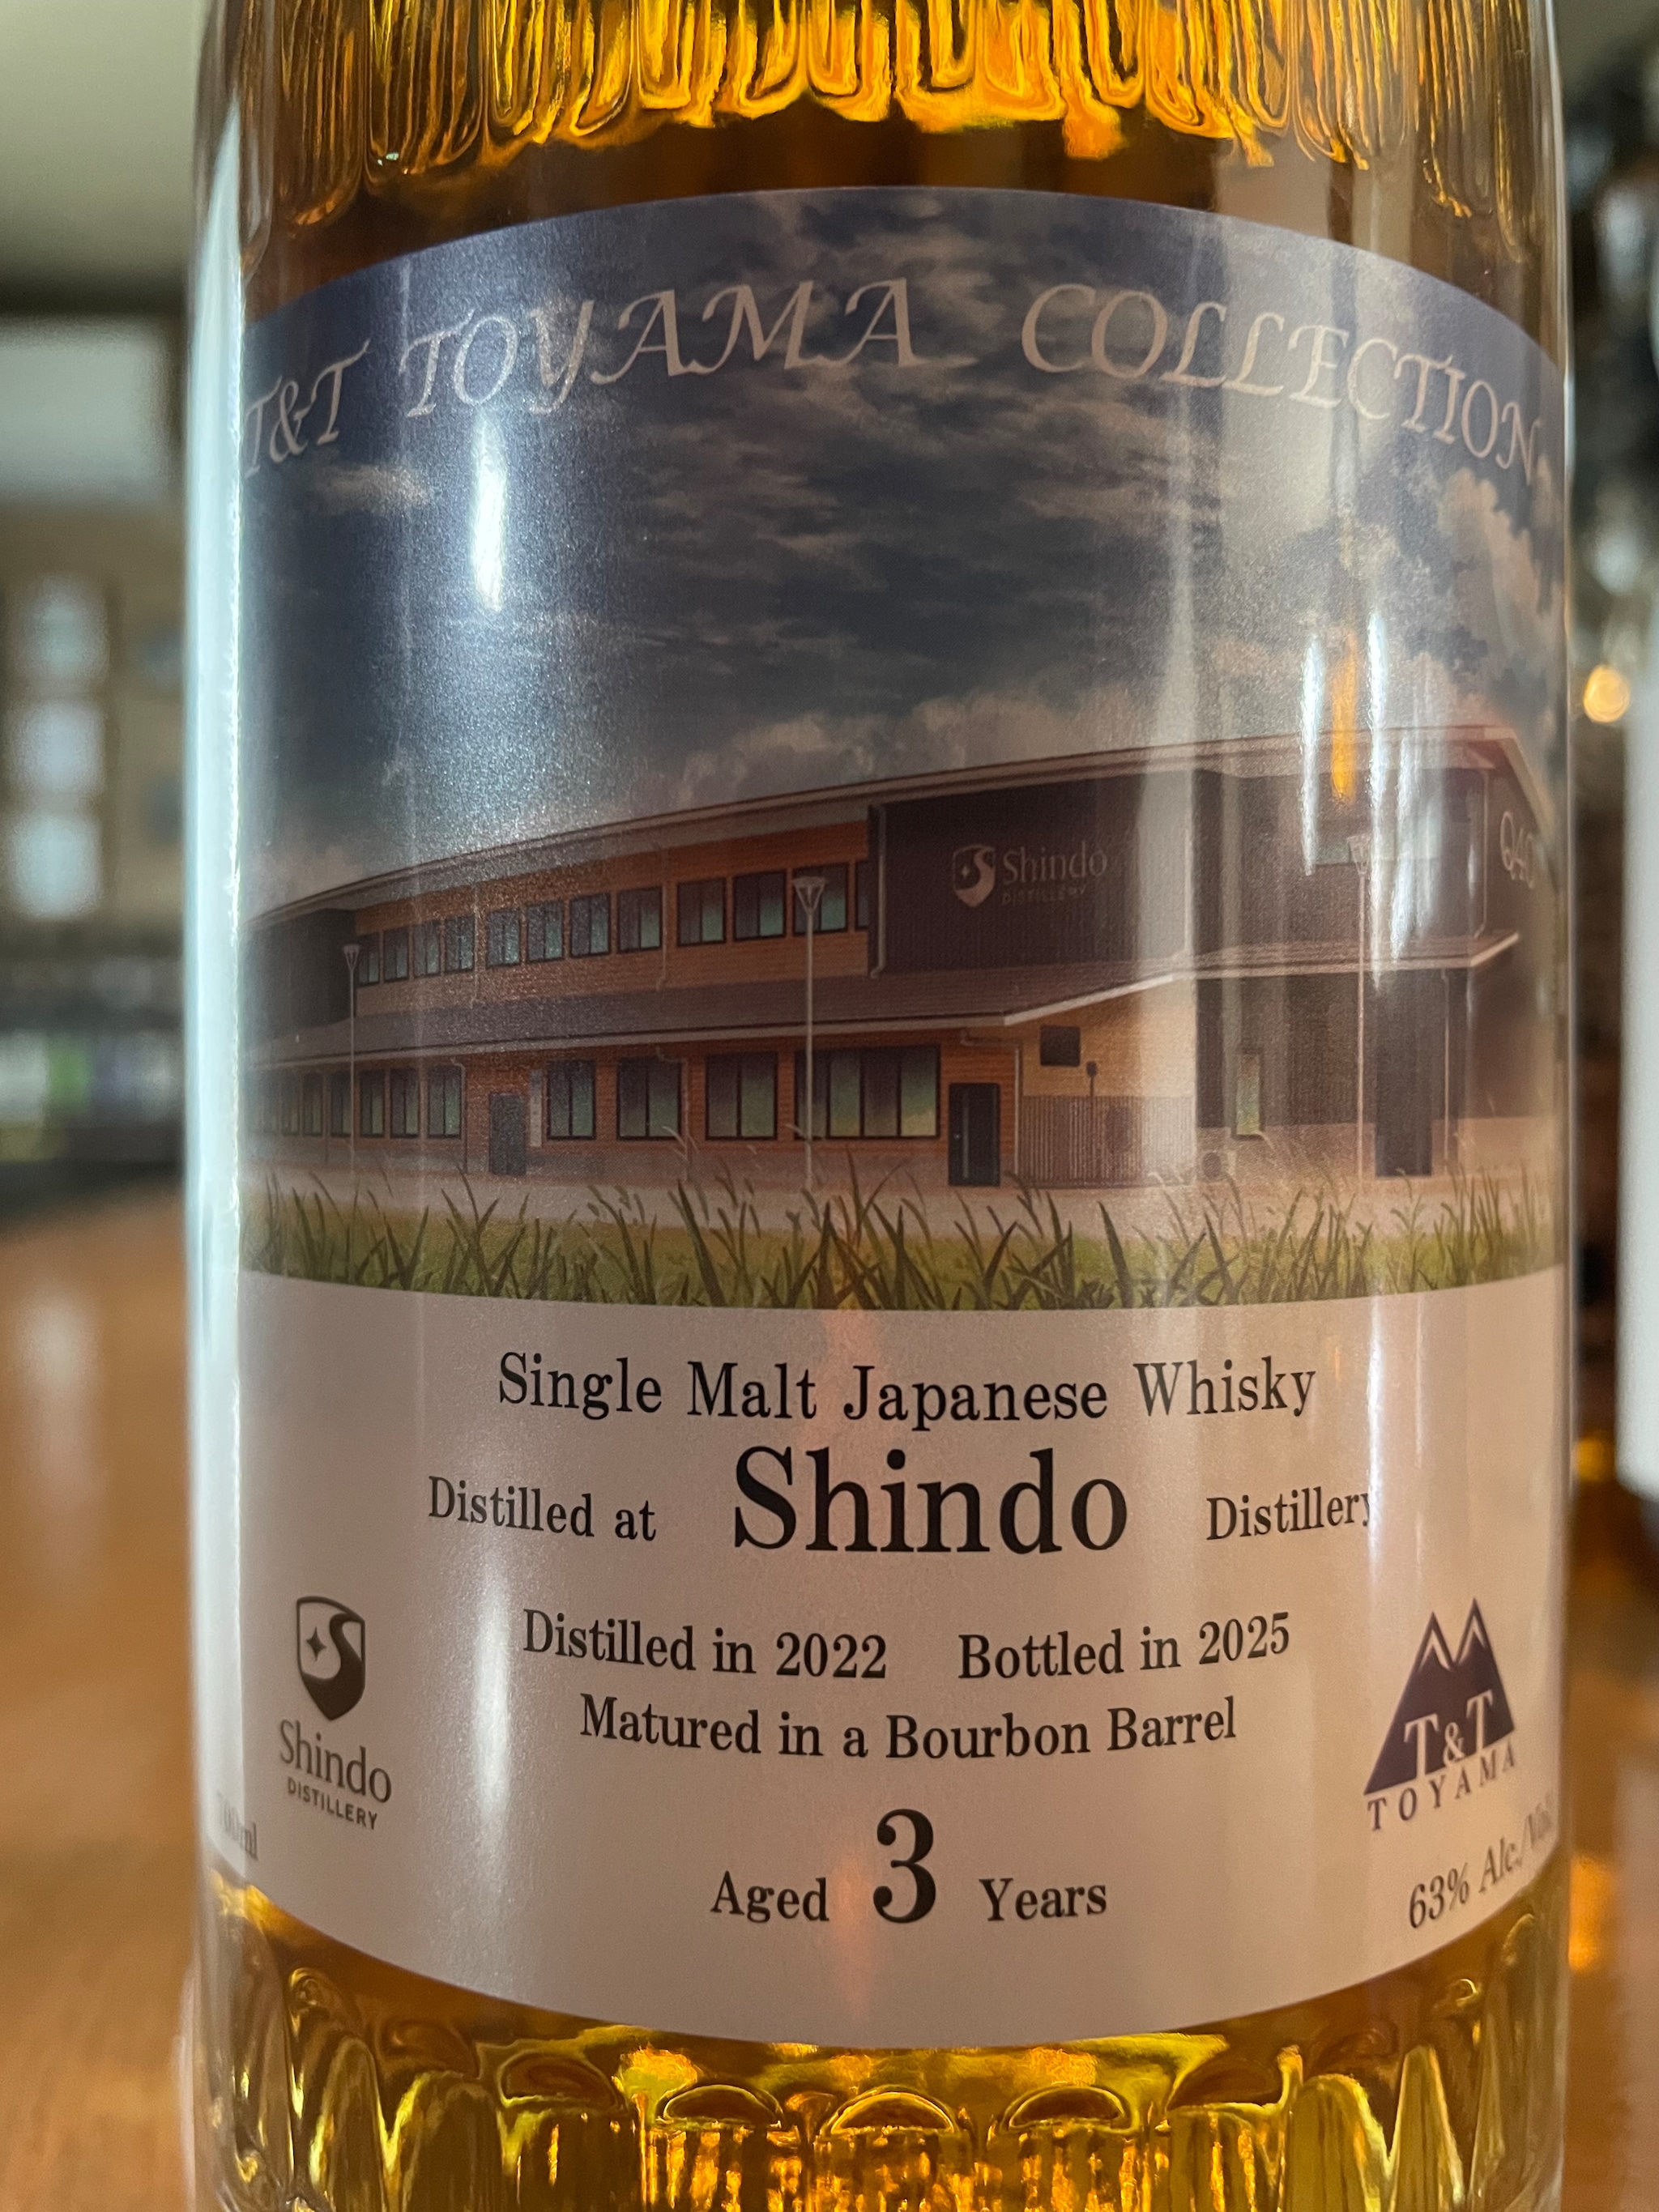 T&T TOYAMA COLLECTION
Shindo
DISTILLERY
Single Malt Japanese Whisky
Distilled at Shindo Distillery
Distilled in 2022 Bottled in 2025
Matured in a Bourbon Barrel
Aged 3 Years
Shindo
DISTILLERY
T&T
TOYAMA
63% Alc./Vol.